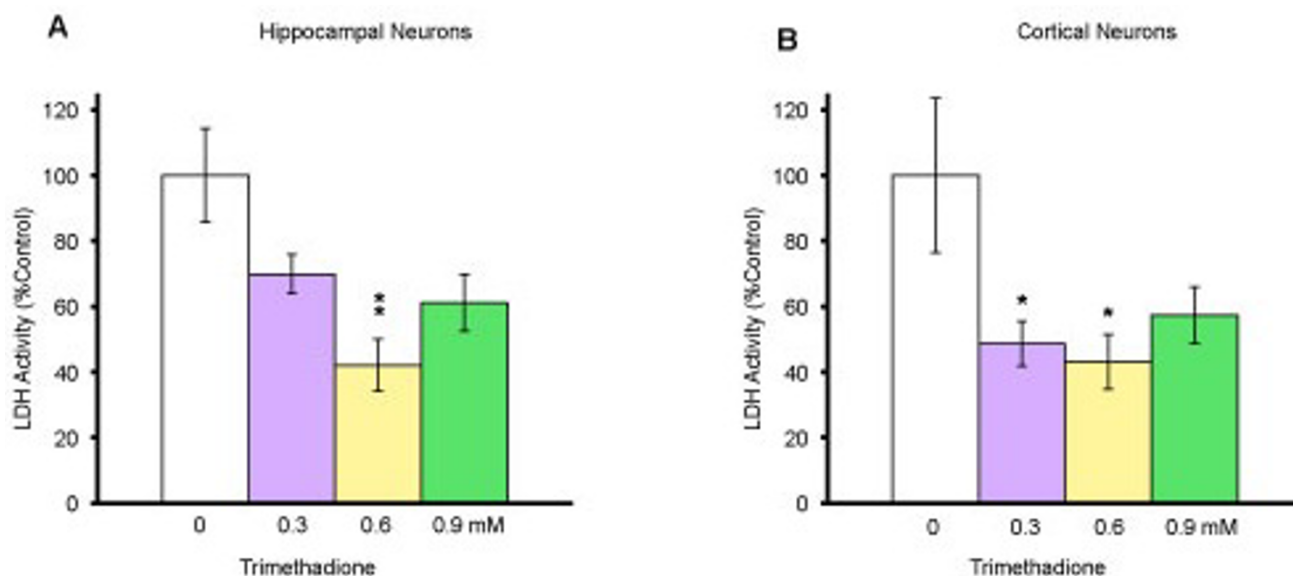 A
Hippocampal Neurons
LDH Activity (%Control)
120
100
80
60
40
20
0
*
*
0 0.3 0.6 0.9 mM
Trimethadione
B
Cortical Neurons
LDH Activity (%Control)
120
100
80
60
40
20
0
* *
0 0.3 0.6 0.9 mM
Trimethadione